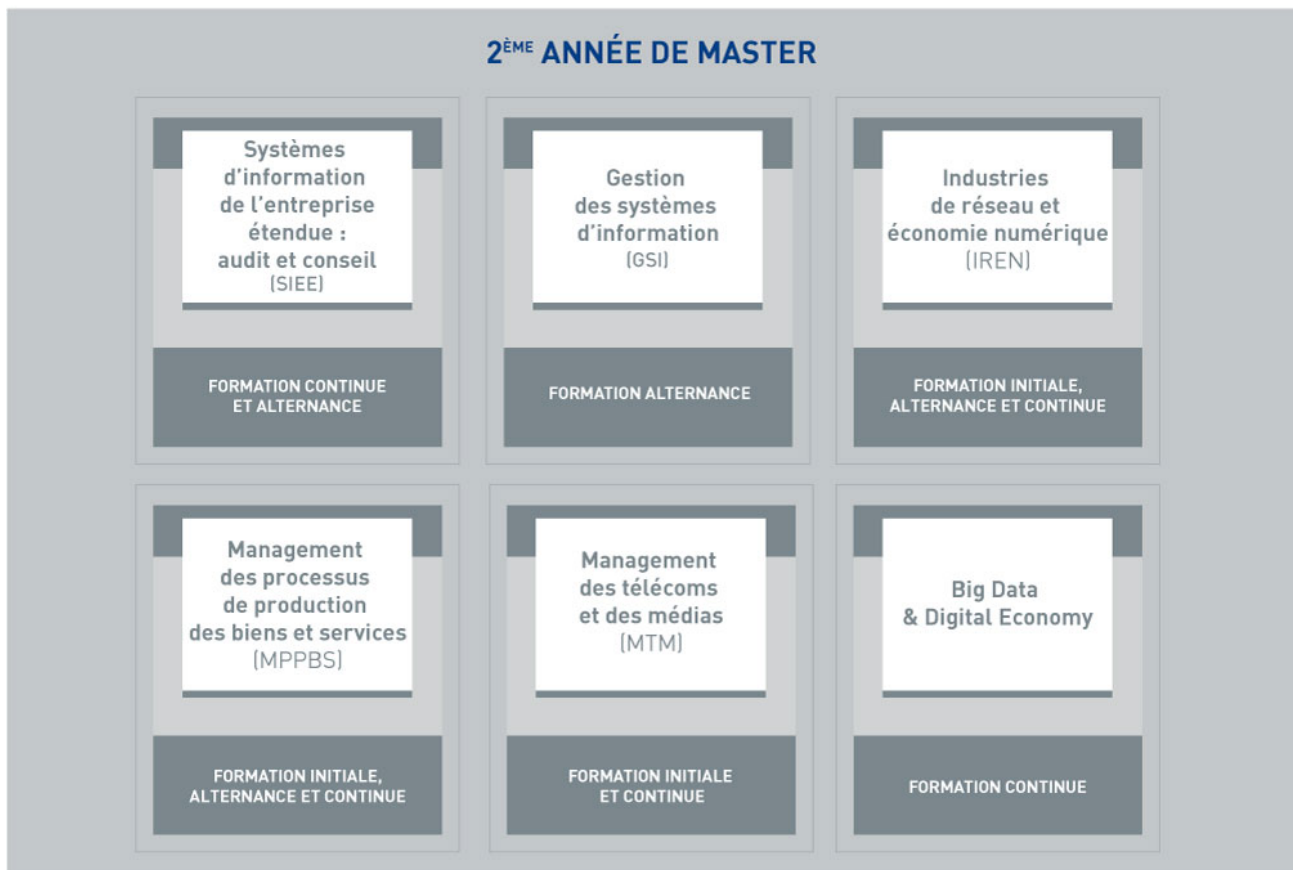 2ÈME ANNÉE DE MASTER
Systèmes
d'information
de l'entreprise
étendue :
audit et conseil
(SIEE)
FORMATION CONTINUE
ET ALTERNANCE
Gestion
des systèmes
d'information
(GSI)
FORMATION ALTERNANCE
Industries
de réseau et
économie numérique
(IREN)
FORMATION INITIALE,
ALTERNANCE ET CONTINUE
Management
des processus
de production
des biens et services
(MPPBS)
FORMATION INITIALE,
ALTERNANCE ET CONTINUE
Management
des télécoms
et des médias
(MTM)
FORMATION INITIALE
ET CONTINUE
Big Data
& Digital Economy
FORMATION CONTINUE